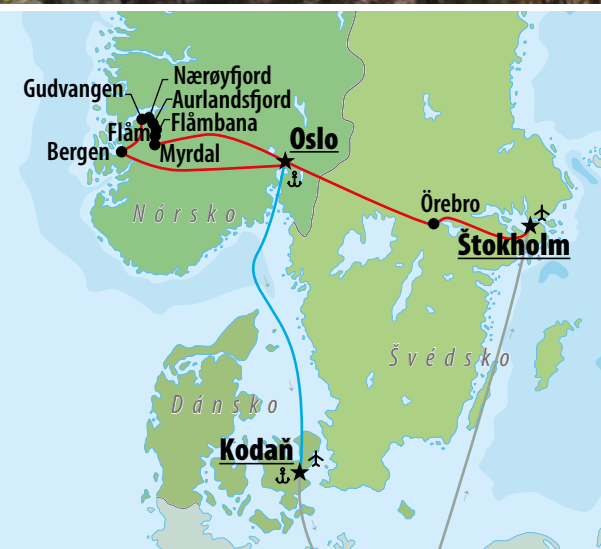 Nærøyfjord
Gudvangen
Aurlandsfjord
Flåm
Flåmbana
Bergen
Myrdal
Oslo
Örebro
Nórsko
Štokholm
Švédsko
Dánsko
Kodaň